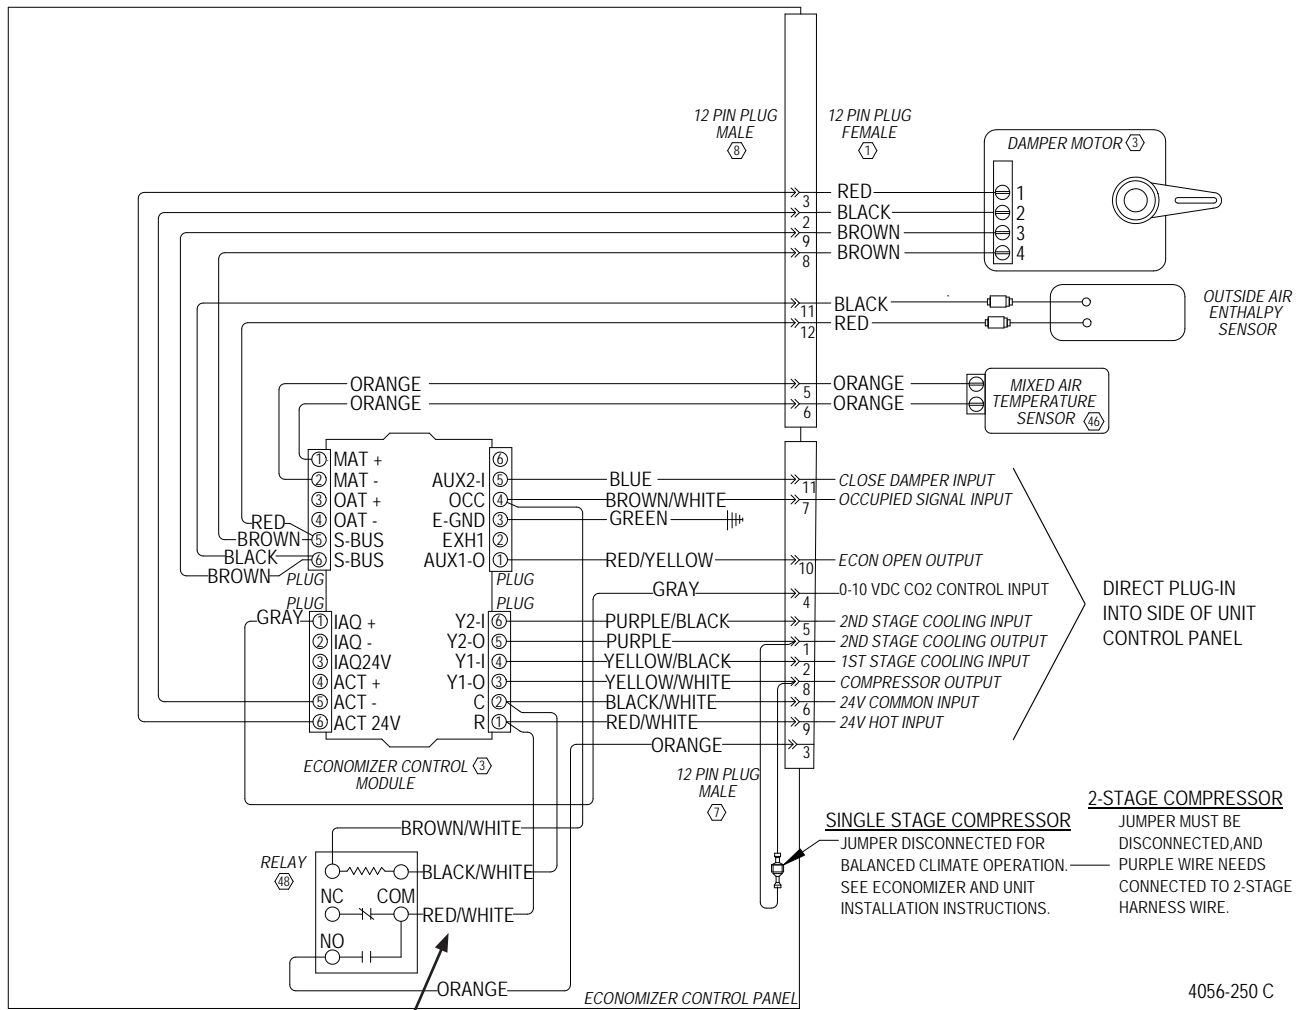 12 PIN PLUG
MALE
8
12 PIN PLUG
FEMALE
1
DAMPER MOTOR 3
3 RED 1
2 BLACK 2
9 BROWN 3
8 BROWN 4
11 BLACK
12 RED
OUTSIDE AIR
ENTHALPY
SENSOR
ORANGE 5 ORANGE
ORANGE 6 ORANGE
MIXED AIR
TEMPERATURE
SENSOR 46
1 MAT +
2 MAT -
3 OAT +
4 OAT -
5 S-BUS
6 S-BUS
RED
BROWN
BLACK
BROWN
PLUG
6
AUX2-I 5 BLUE 11 CLOSE DAMPER INPUT
OCC 4 BROWN/WHITE 7 OCCUPIED SIGNAL INPUT
E-GND 3 GREEN
EXH1 2
AUX1-O 1 RED/YELLOW 10 ECON OPEN OUTPUT
PLUG
GRAY 4 0-10 VDC CO2 CONTROL INPUT
PLUG
GRAY 1 IAQ +
2 IAQ -
3 IAQ24V
4 ACT +
5 ACT -
6 ACT 24V
PLUG
Y2-I 6 PURPLE/BLACK 5 2ND STAGE COOLING INPUT
Y2-O 5 PURPLE 1 2ND STAGE COOLING OUTPUT
Y1-I 4 YELLOW/BLACK 2 1ST STAGE COOLING INPUT
Y1-O 3 YELLOW/WHITE 8 COMPRESSOR OUTPUT
C 2 BLACK/WHITE 6 24V COMMON INPUT
R 1 RED/WHITE 9 24V HOT INPUT
ORANGE 3
DIRECT PLUG-IN
INTO SIDE OF UNIT
CONTROL PANEL
ECONOMIZER CONTROL 3
MODULE
12 PIN PLUG
MALE
7
BROWN/WHITE
RELAY
48
BLACK/WHITE
NC COM
RED/WHITE
NO
ORANGE
SINGLE STAGE COMPRESSOR
JUMPER DISCONNECTED FOR
BALANCED CLIMATE OPERATION.
SEE ECONOMIZER AND UNIT
INSTALLATION INSTRUCTIONS.
2-STAGE COMPRESSOR
JUMPER MUST BE
DISCONNECTED,AND
PURPLE WIRE NEEDS
CONNECTED TO 2-STAGE
HARNESS WIRE.
ECONOMIZER CONTROL PANEL
4056-250 C